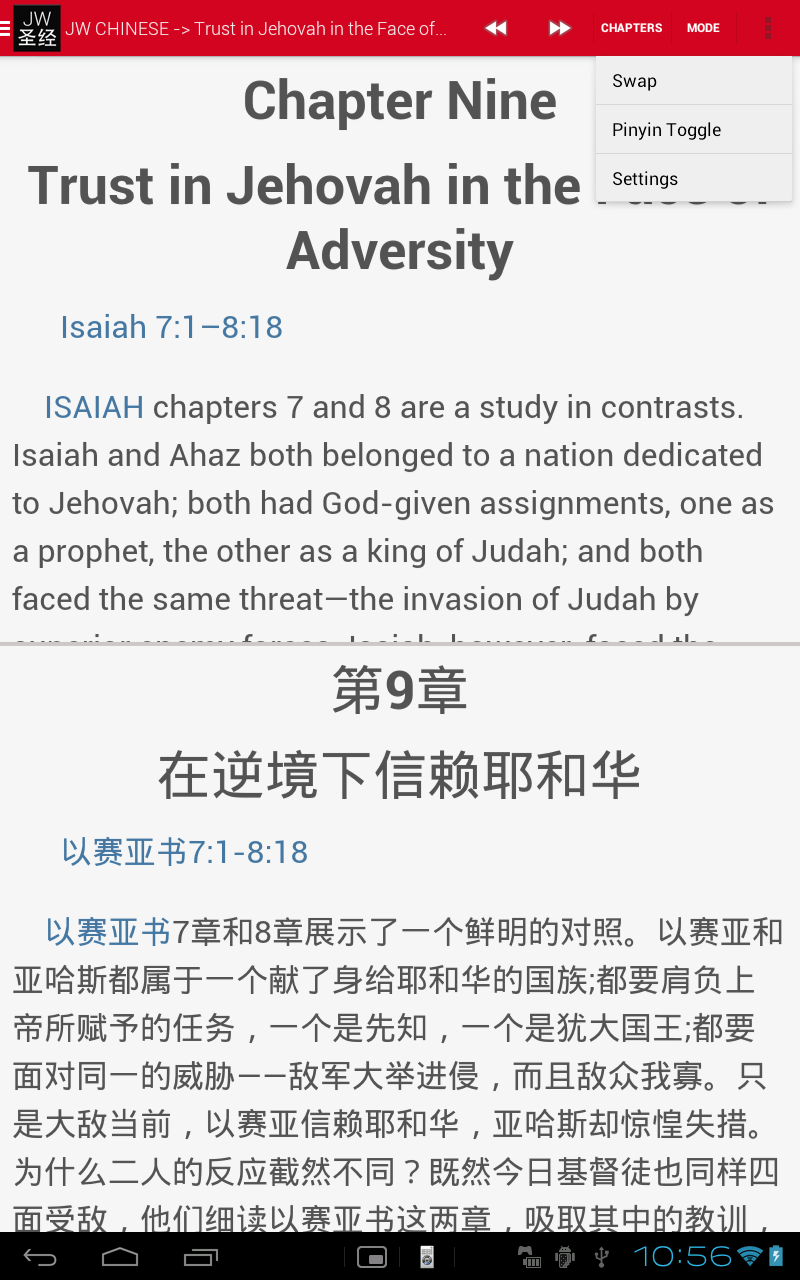 JW
圣经
JW CHINESE -> Trust in Jehovah in the Face of...
CHAPTERS
MODE
Swap
Pinyin Toggle
Settings
Chapter Nine
Trust in Jehovah in the
Adversity
Isaiah 7:1–8:18
ISAIAH chapters 7 and 8 are a study in contrasts.
Isaiah and Ahaz both belonged to a nation dedicated
to Jehovah; both had God-given assignments, one as
a prophet, the other as a king of Judah; and both
faced the same threat—the invasion of Judah by
第9章
在逆境下信赖耶和华
以赛亚书7:1-8:18
以赛亚书7章和8章展示了一个鲜明的对照。以赛亚和
亚哈斯都属于一个献了身给耶和华的国族;都要肩负上
帝所赋予的任务，一个是先知，一个是犹大国王;都要
面对同一的威胁——敌军大举进侵，而且敌众我寡。只
是大敌当前，以赛亚信赖耶和华，亚哈斯却惊惶失措。
为什么二人的反应截然不同？既然今日基督徒也同样四
面受敌，他们细读以赛亚书这两章，吸取其中的教训，
10:56